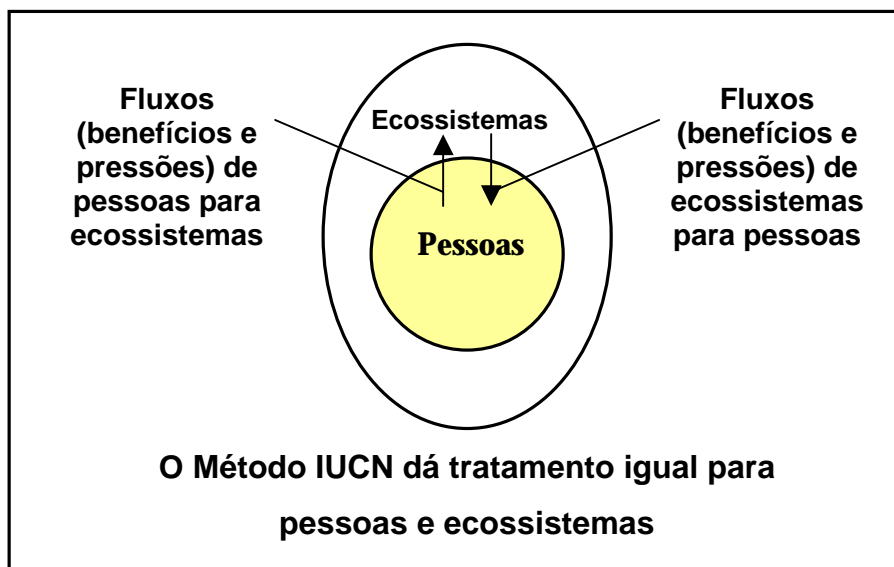 Fluxos
(benefícios e
pressões) de
pessoas para
ecossistemas
Ecossistemas
Pessoas
Fluxos
(benefícios e
pressões) de
ecossistemas
para pessoas
O Método IUCN dá tratamento igual para
pessoas e ecossistemas